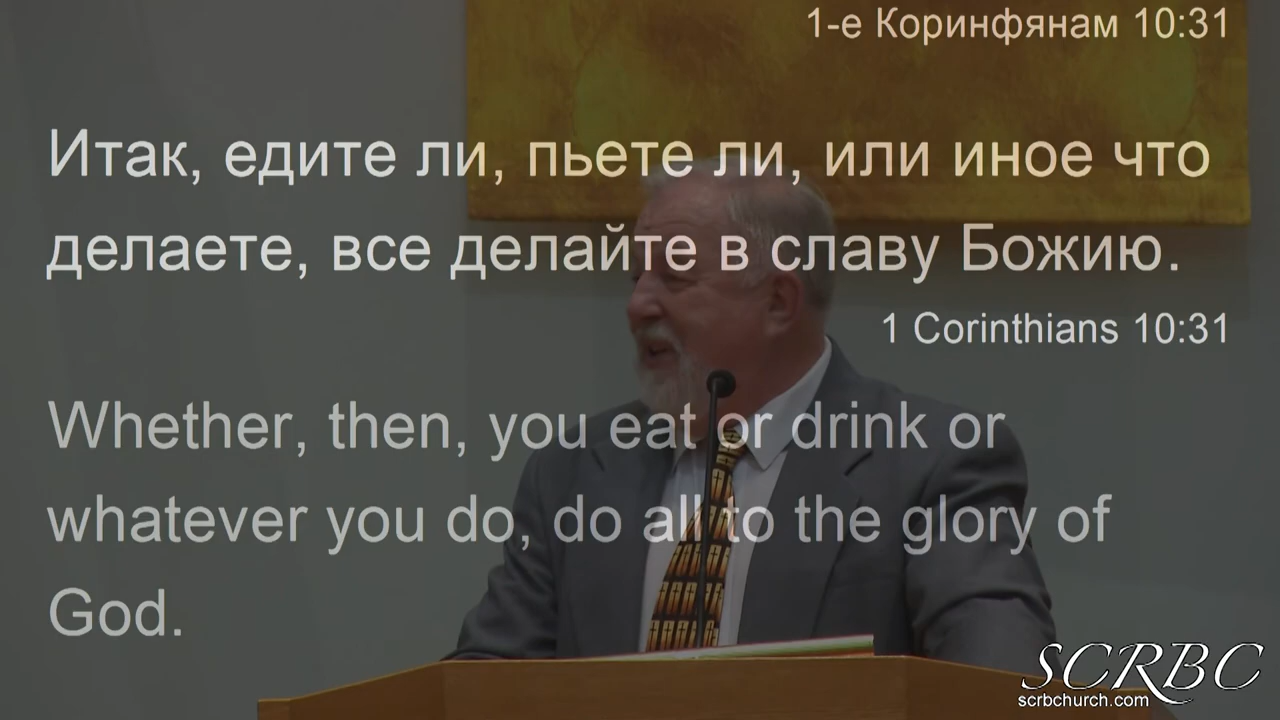 1-е Коринфянам 10:31
Итак, едите ли, пьете ли, или иное что
делаете, все делайте в славу Божию.
1 Corinthians 10:31
Whether, then, you eat or drink or
whatever you do, do all to the glory of
God.
SCRBC
scrbchurch.com